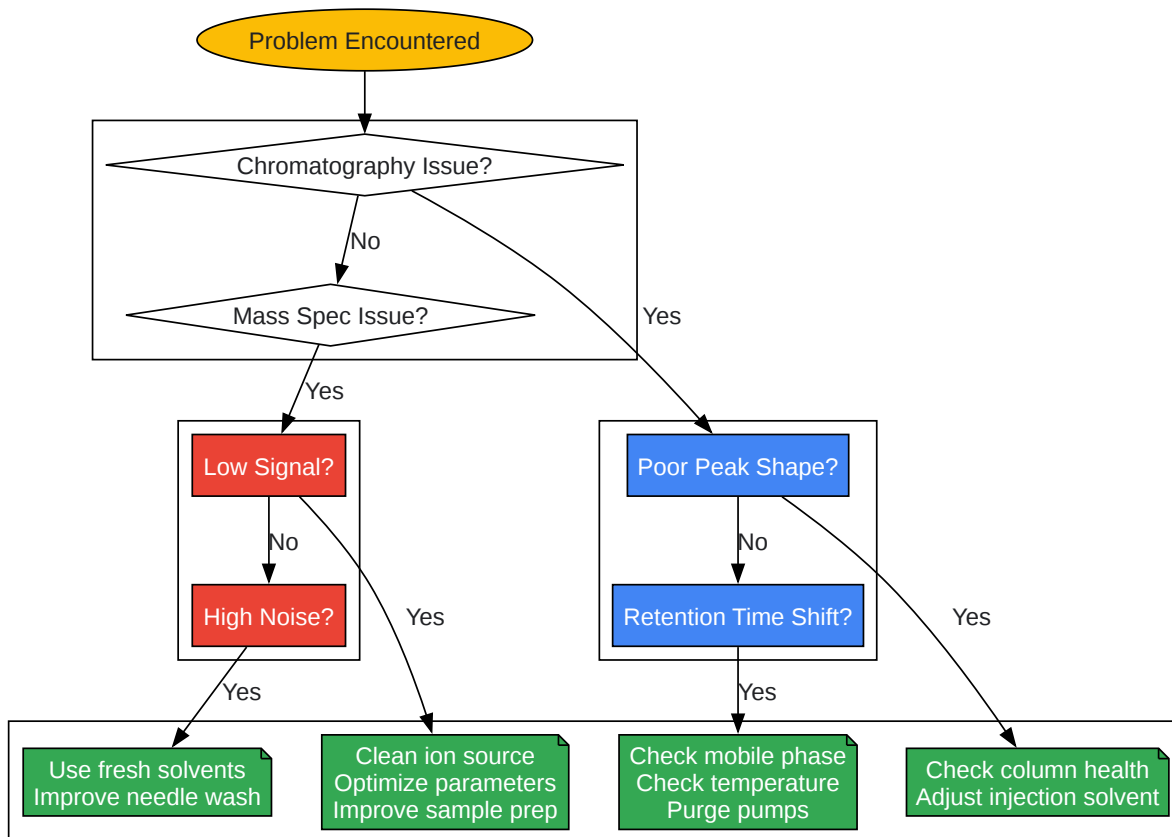 Problem Encountered
Chromatography Issue?
No
Mass Spec Issue?
Yes
Yes
Low Signal?
Poor Peak Shape?
No
No
High Noise?
Retention Time Shift?
Yes
Yes
Yes
Yes
Use fresh solvents
Improve needle wash
Clean ion source
Optimize parameters
Improve sample prep
Check mobile phase
Check temperature
Purge pumps
Check column health
Adjust injection solvent